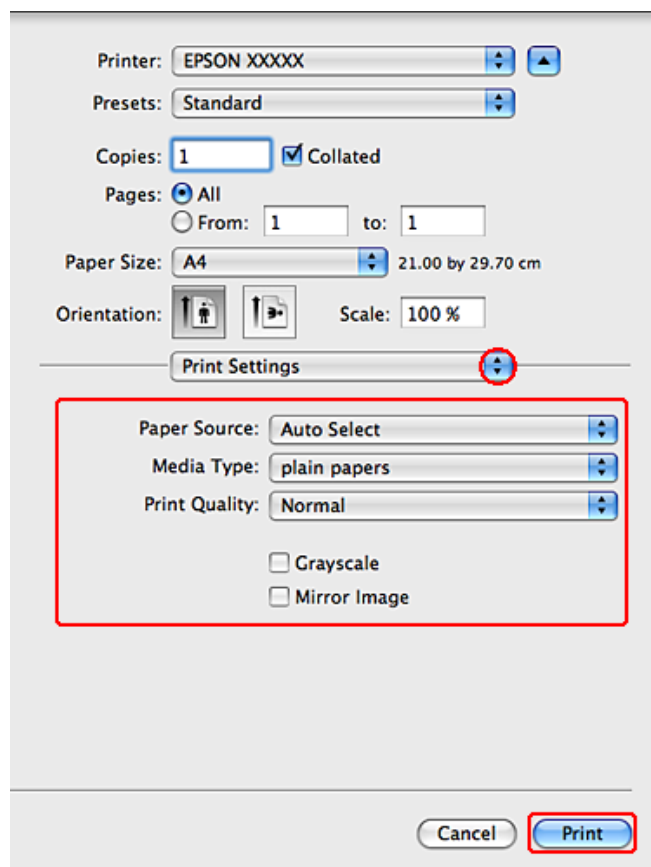 Printer: EPSON XXXXX
Presets: Standard
Copies: 1 Collated
Pages: All
From: 1 to: 1
Paper Size: A4 21.00 by 29.70 cm
Orientation: Scale: 100 %
Print Settings
Paper Source: Auto Select
Media Type: plain papers
Print Quality: Normal
Grayscale
Mirror Image
Cancel Print